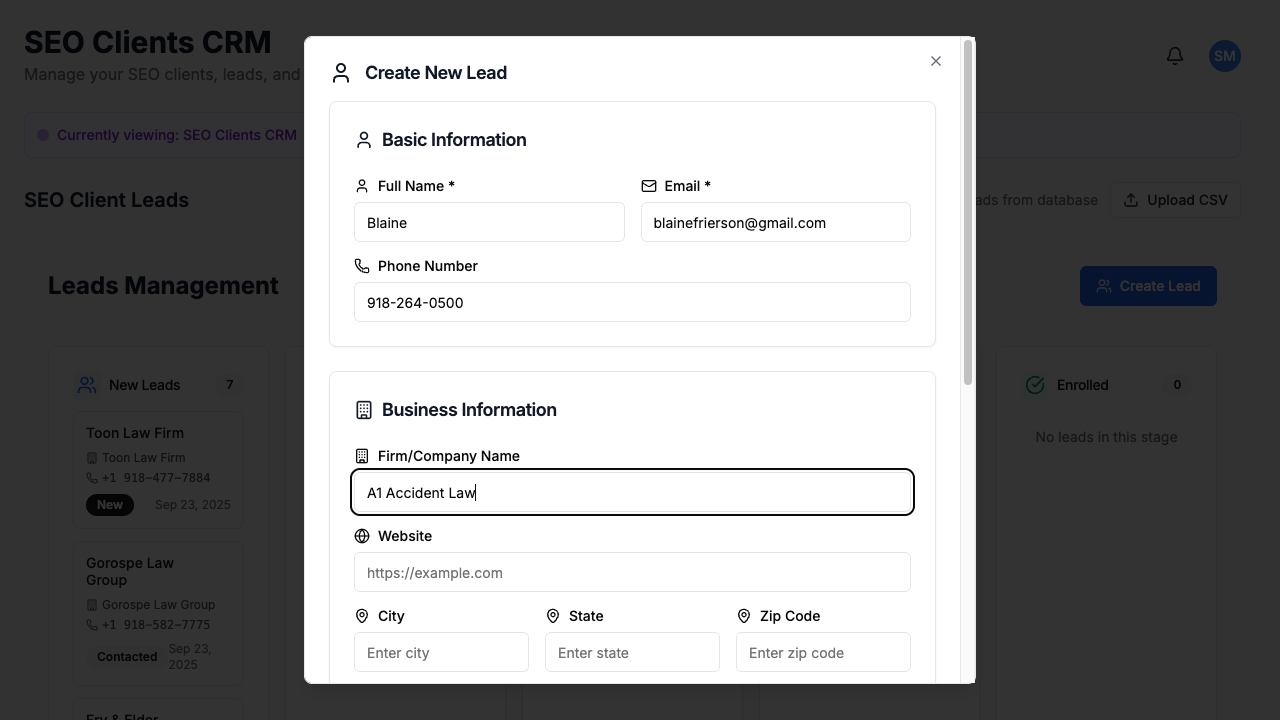 SEO Clients CRM
Manage your SEO clients, leads, and
SM
Currently viewing: SEO Clients CRM
SEO Client Leads
ads from database
Upload CSV
Leads Management
Create Lead
New Leads
7
Toon Law Firm
Toon Law Firm
+1 918-477-7884
New
Sep 23, 2025
Gorospe Law
Group
Gorospe Law Group
+1 918-582-7775
Contacted
Sep 23,
2025
Fry & Elder
Enrolled
0
No leads in this stage
Create New Lead
Basic Information
Full Name *
Email *
Blaine
blainefrierson@gmail.com
Phone Number
918-264-0500
Business Information
Firm/Company Name
A1 Accident Law
Website
https://example.com
City
State
Zip Code
Enter city
Enter state
Enter zip code